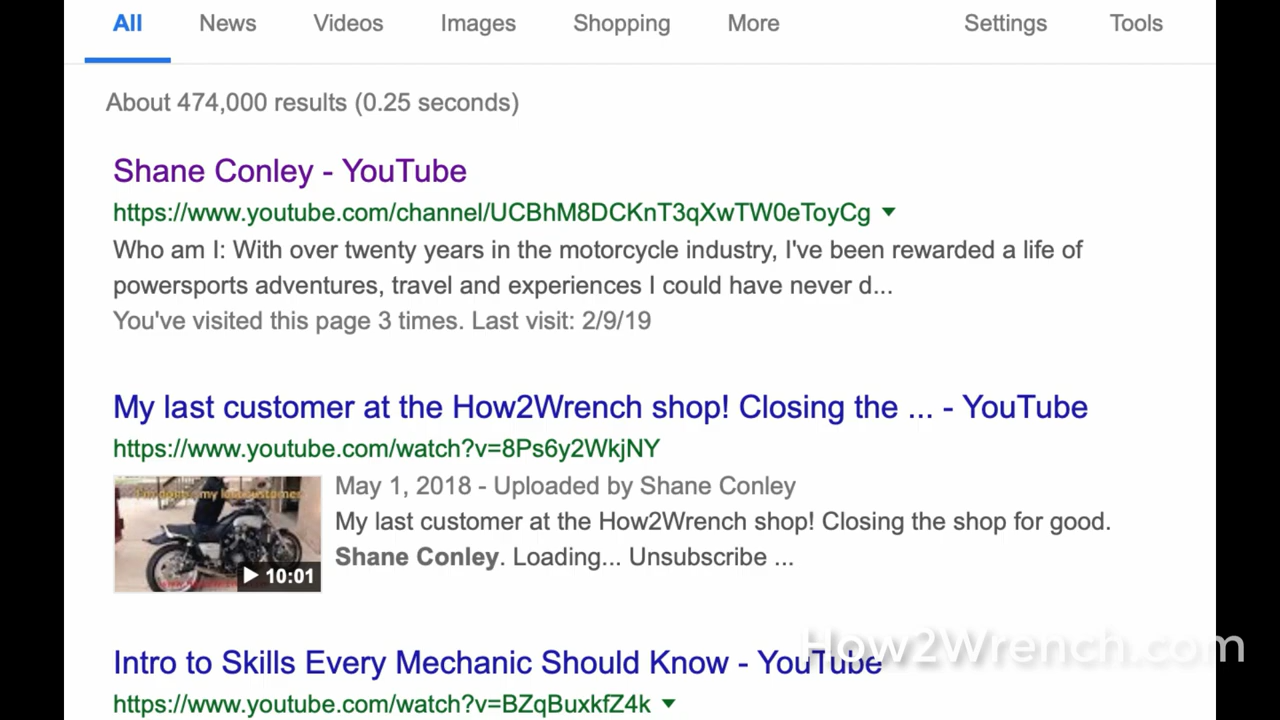 All News Videos Images Shopping More Settings Tools
About 474,000 results (0.25 seconds)
Shane Conley - YouTube
https://www.youtube.com/channel/UCBhM8DCKnT3qXwTW0eToyCg
Who am I: With over twenty years in the motorcycle industry, I've been rewarded a life of
powersports adventures, travel and experiences I could have never d...
You've visited this page 3 times. Last visit: 2/9/19
My last customer at the How2Wrench shop! Closing the ... - YouTube
https://www.youtube.com/watch?v=8Ps6y2WkjNY
my last customer
10:01
May 1, 2018 - Uploaded by Shane Conley
My last customer at the How2Wrench shop! Closing the shop for good.
Shane Conley. Loading... Unsubscribe ...
Intro to Skills Every Mechanic Should Know - YouTube
How2Wrench.com
https://www.youtube.com/watch?v=BZqBuxkfZ4k